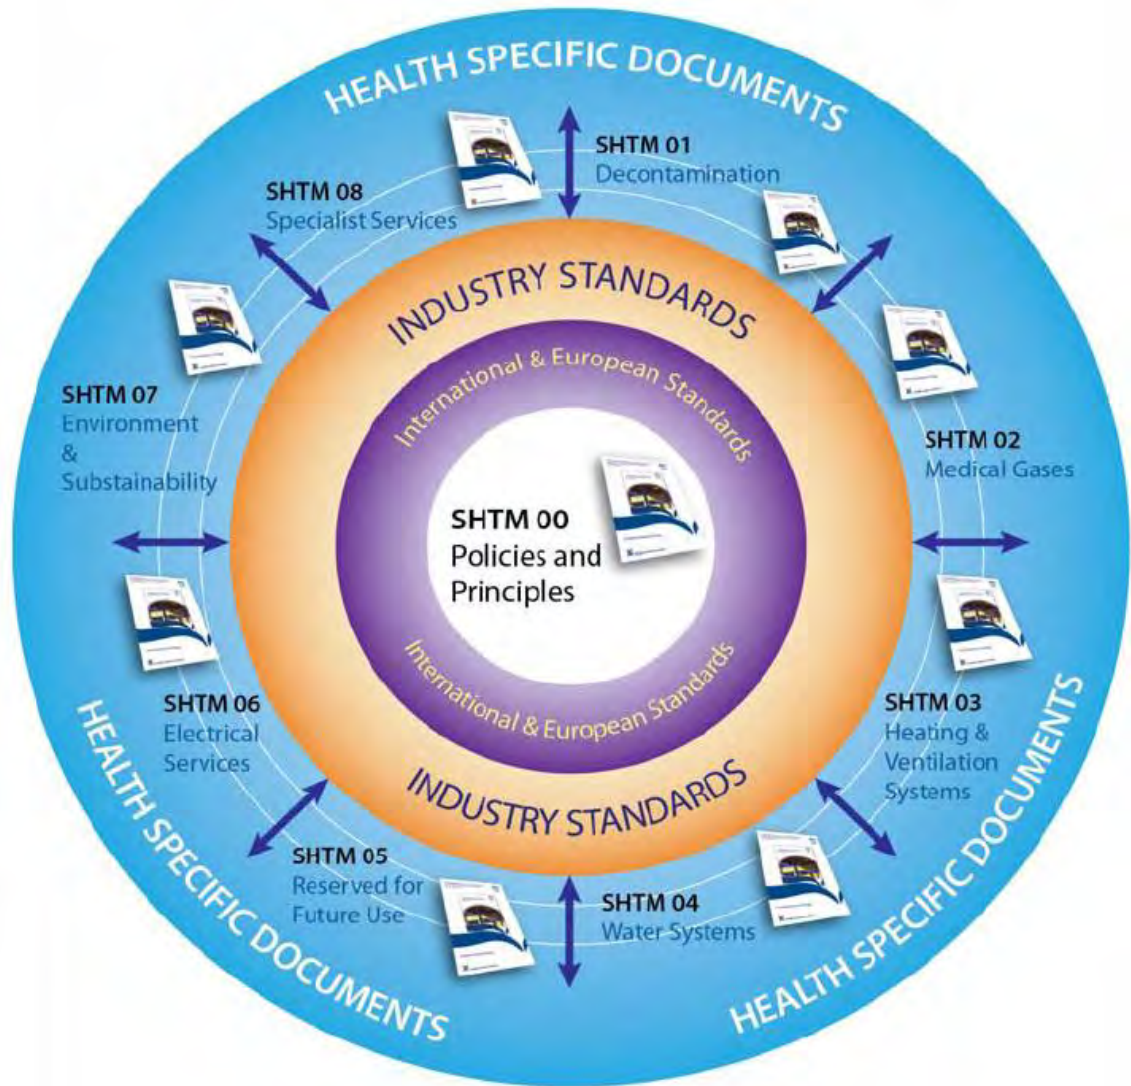 HEALTH SPECIFIC DOCUMENTS
SHTM 01
Decontamination
SHTM 08
Specialist Services
INDUSTRY STANDARDS
International & European Standards
SHTM 07
Environment
&
Substainability
SHTM 02
Medical Gases
SHTM 00
Policies and
Principles
International & European Standards
INDUSTRY STANDARDS
SHTM 06
Electrical
Services
SHTM 03
Heating &
Ventilation
Systems
SHTM 05
Reserved for
Future Use
SHTM 04
Water Systems
HEALTH SPECIFIC DOCUMENTS
HEALTH SPECIFIC DOCUMENTS